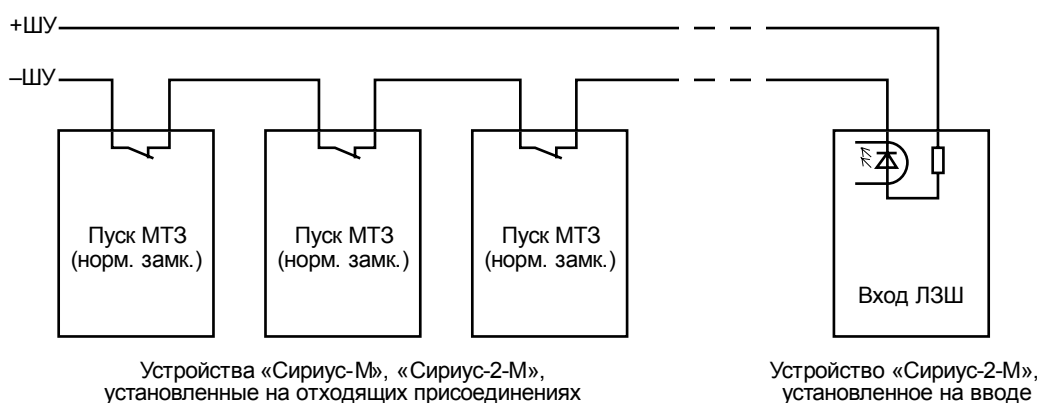 +ШУ
–ШУ
Пуск МТЗ
(норм. замк.)
Пуск МТЗ
(норм. замк.)
Пуск МТЗ
(норм. замк.)
Вход ЛЗШ
Устройства «Сириус-М», «Сириус-2-М»,
установленные на отходящих присоединениях
Устройство «Сириус-2-М»,
установленное на вводе